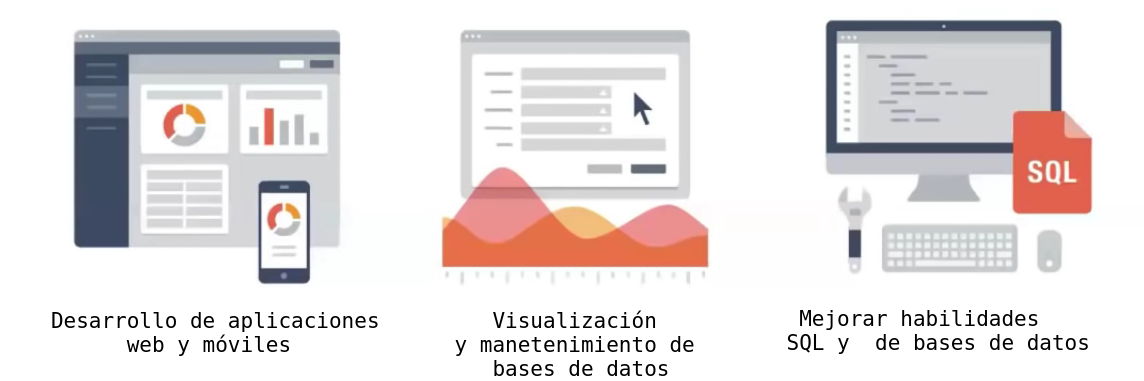 SQL
Desarrollo de aplicaciones
web y móviles
Visualización
y manetenimiento de
bases de datos
Mejorar habilidades
SQL y  de bases de datos